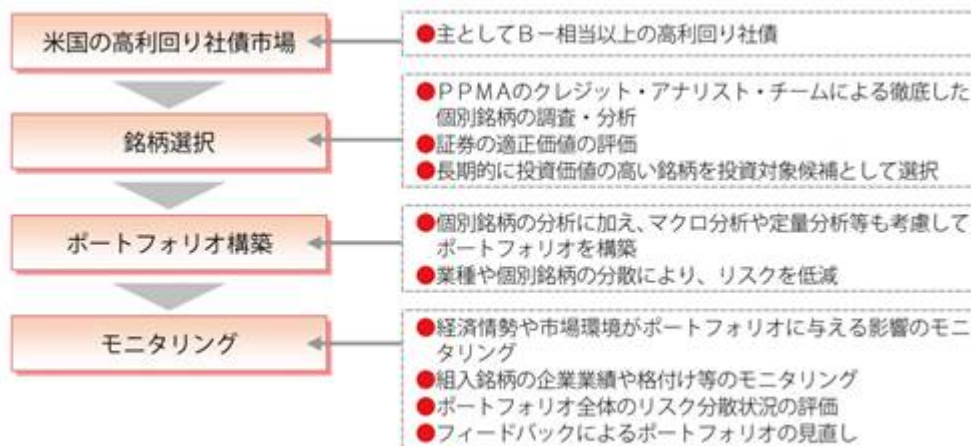 米国の高利回り社債市場
●主としてB－相当以上の高利回り社債
銘柄選択
●PPMAのクレジット・アナリスト・チームによる徹底した
個別銘柄の調査・分析
●証券の適正価値の評価
●長期的に投資価値の高い銘柄を投資対象候補として選択
ポートフォリオ構築
●個別銘柄の分析に加え、マクロ分析や定量分析等も考慮して
ポートフォリオを構築
●業種や個別銘柄の分散により、リスクを低減
モニタリング
●経済情勢や市場環境がポートフォリオに与える影響のモニ
タリング
●組入銘柄の企業業績や格付け等のモニタリング
●ポートフォリオ全体のリスク分散状況の評価
●フィードバックによるポートフォリオの見直し